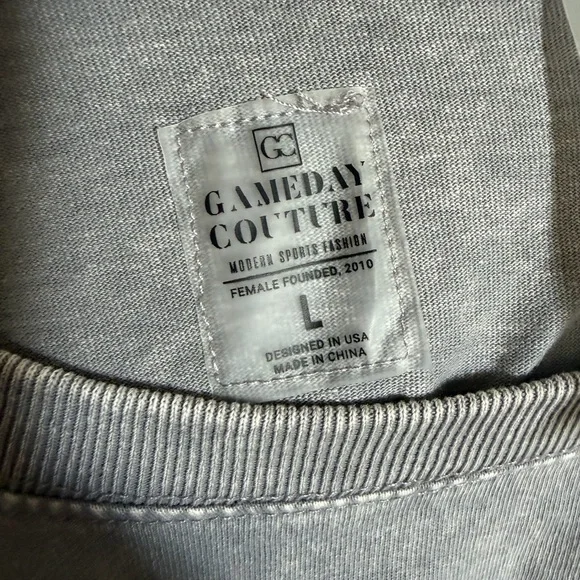 GC
GAMEDAY
COUTURE
MODERN SPORTS FASHION
FEMALE FOUNDED, 2010
L
DESIGNED IN USA
MADE IN CHINA